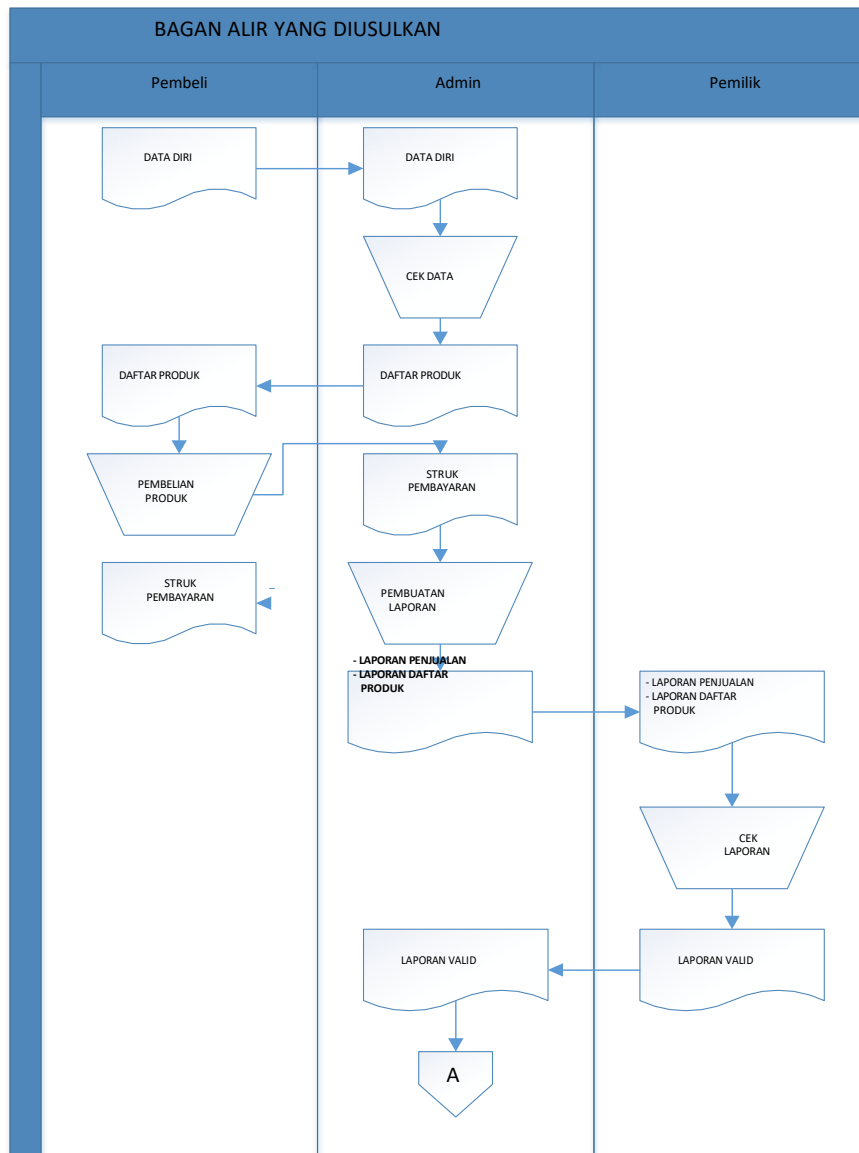 BAGAN ALIR YANG DIUSULKAN
Pembeli
Admin
Pemilik
DATA DIRI
DATA DIRI
CEK DATA
DAFTAR PRODUK
DAFTAR PRODUK
PEMBELIAN
PRODUK
STRUK
PEMBAYARAN
STRUK
PEMBAYARAN
PEMBUATAN
LAPORAN
- LAPORAN PENJUALAN
- LAPORAN DAFTAR
PRODUK
- LAPORAN PENJUALAN
- LAPORAN DAFTAR
PRODUK
CEK
LAPORAN
LAPORAN VALID
LAPORAN VALID
A